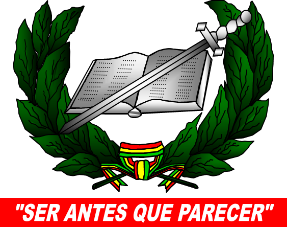 "SER ANTES QUE PARECER"